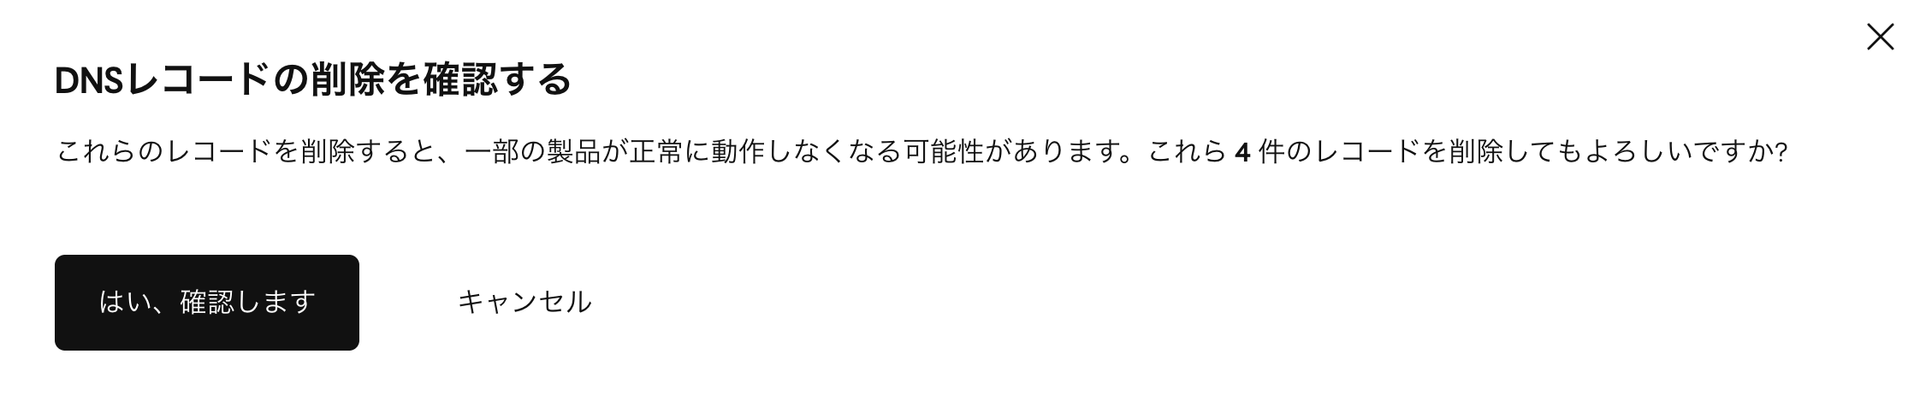 DNSレコードの削除を確認する
これらのレコードを削除すると、一部の製品が正常に動作しなくなる可能性があります。これら 4 件のレコードを削除してもよろしいですか?
はい、確認します
キャンセル